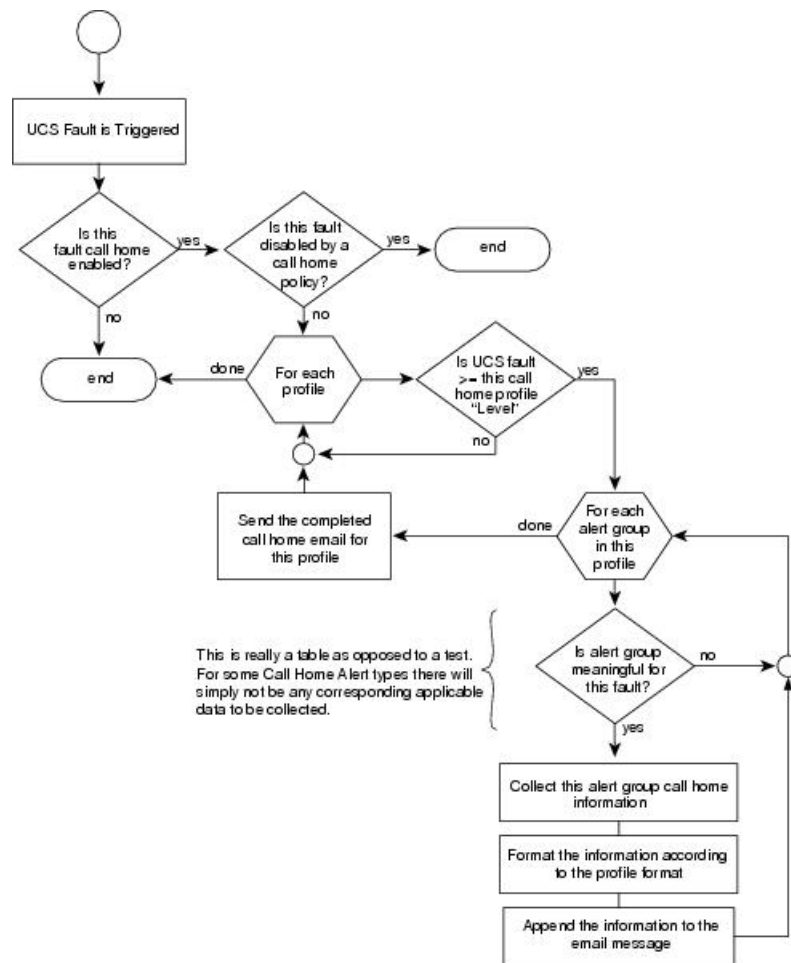 UCS Fault is Triggered
Is this
fault call home
enabled?
yes
Is this fault
disabled by a
call home
policy?
yes
end
no
no
end
done
For each
profile
Is UCS fault
>= this call
home profile
“Level”
yes
no
Send the completed
call home email for
this profile
done
For each
alert group
in this
profile
This is really a table as opposed to a test.
For some Call Home Alert types there will
simply not be any corresponding applicable
data to be collected.
Is alert group
meaningful for
this fault?
no
yes
Collect this alert group call home
information
Format the information according
to the profile format
Append the information to the
email message